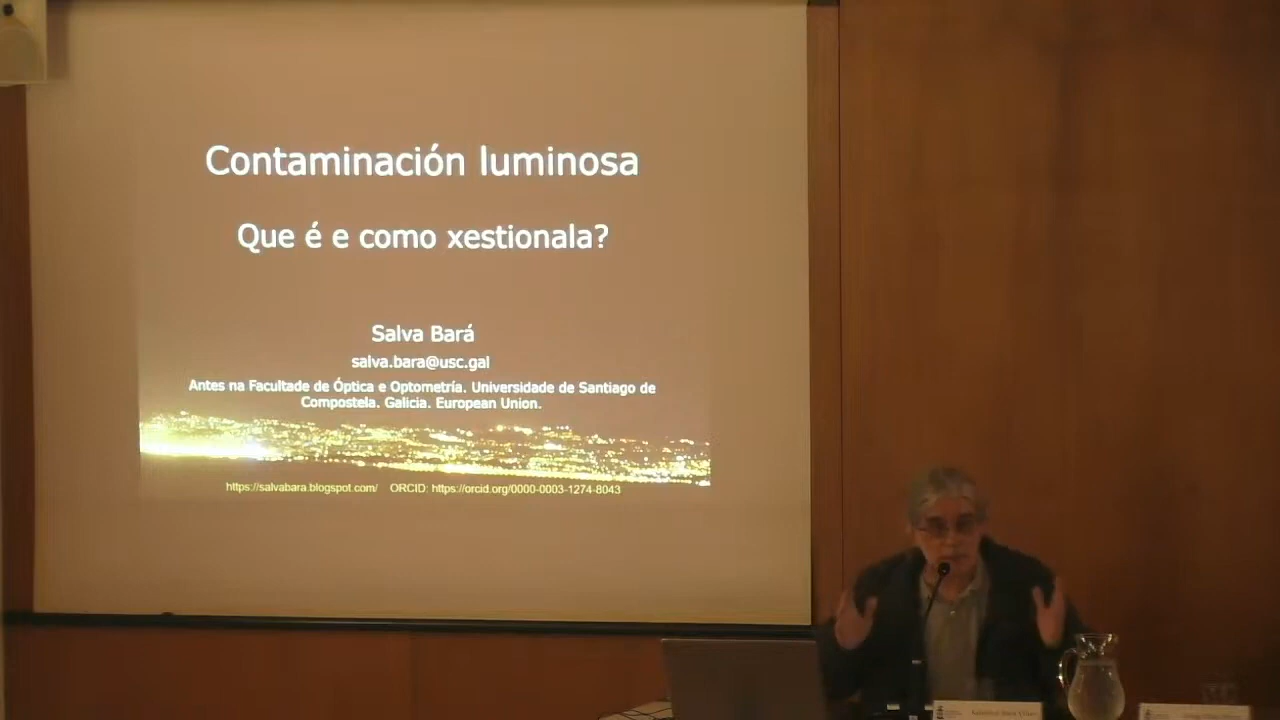 Contaminación luminosa
Que é e como xestionala?
Salva Bará
salva.bara@usc.gal
Antes na Facultade de Óptica e Optometría. Universidade de Santiago de
Compostela. Galicia. European Union.
https://salvabara.blogspot.com/ ORCID: https://orcid.org/0000-0003-1274-8043